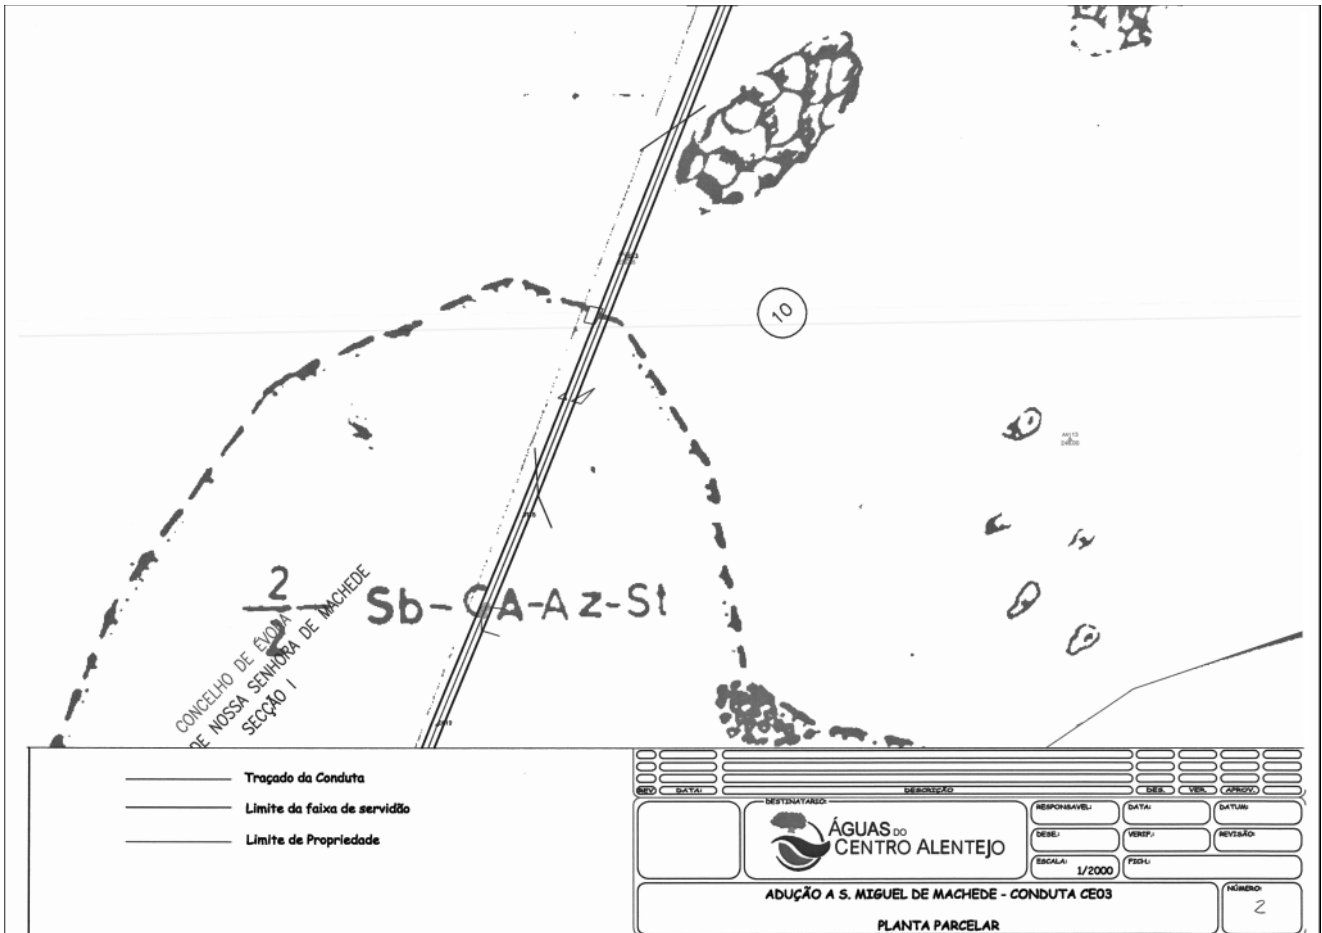 10
2
2
Sb-CA-Az-St
CONCELHO DE ÉVORA
DE NOSSA SENHORA DE MACHEDE
SECÇÃO I
Traçado da Conduta
Limite da faixa de servidão
Limite de Propriedade
REV DATA: DESCRIÇÃO DES. VER. APROV.
DESTINATARIO:
ÁGUAS DO
CENTRO ALENTEJO
RESPONSAVEL: DATA: DATUM:
DESE.: VERIF.: REVISÃO:
ESCALA: 1/2000 FICH.:
ADUÇÃO A S. MIGUEL DE MACHEDE - CONDUTA CE03
PLANTA PARCELAR
NÚMERO:
2